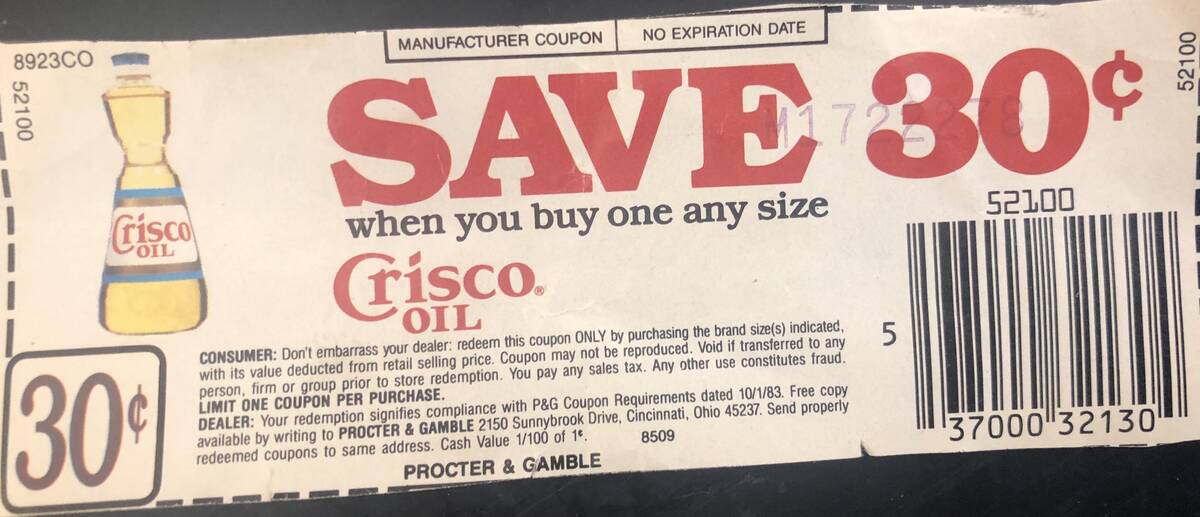 MANUFACTURER COUPON
NO EXPIRATION DATE
8923CO
52100
52100
SAVE 30¢
when you buy one any size
Crisco®
OIL
Crisco
OIL
52100
5
37000 32130
CONSUMER: Don't embarrass your dealer: redeem this coupon ONLY by purchasing the brand size(s) indicated,
with its value deducted from retail selling price. Coupon may not be reproduced. Void if transferred to any
person, firm or group prior to store redemption. You pay any sales tax. Any other use constitutes fraud.
LIMIT ONE COUPON PER PURCHASE.
DEALER: Your redemption signifies compliance with P&G Coupon Requirements dated 10/1/83. Free copy
available by writing to PROCTER & GAMBLE 2150 Sunnybrook Drive, Cincinnati, Ohio 45237. Send properly
redeemed coupons to same address. Cash Value 1/100 of 1¢. 8509
PROCTER & GAMBLE
30¢